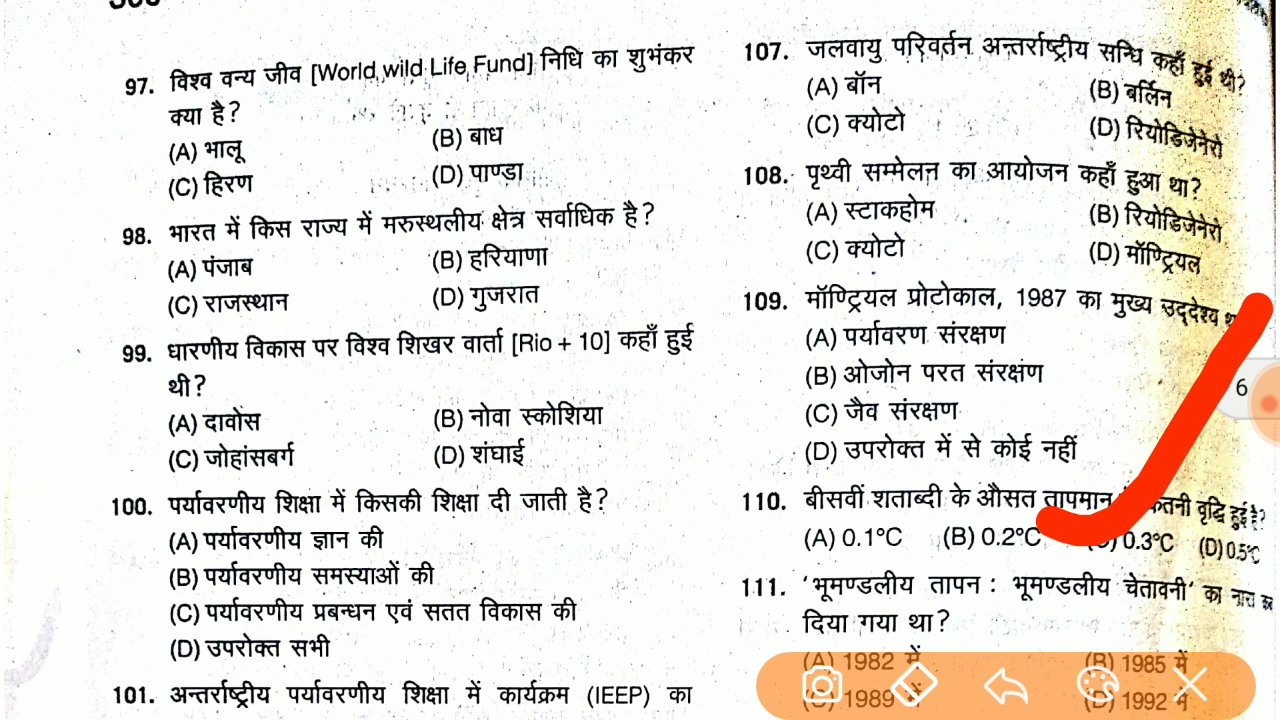 97. विश्व वन्य जीव [World wild Life Fund] निधि का शुभंकर
क्या है?
(A) भालू (B) बाध
(C) हिरण (D) पाण्डा
98. भारत में किस राज्य में मरुस्थलीय क्षेत्र सर्वाधिक है?
(A) पंजाब (B) हरियाणा
(C) राजस्थान (D) गुजरात
99. धारणीय विकास पर विश्व शिखर वार्ता [Rio + 10] कहाँ हुई
थी?
(A) दावोस (B) नोवा स्कोशिया
(C) जोहांसबर्ग (D) शंघाई
100. पर्यावरणीय शिक्षा में किसकी शिक्षा दी जाती है?
(A) पर्यावरणीय ज्ञान की
(B) पर्यावरणीय समस्याओं की
(C) पर्यावरणीय प्रबन्धन एवं सतत विकास की
(D) उपरोक्त सभी
101. अन्तर्राष्ट्रीय पर्यावरणीय शिक्षा में कार्यक्रम (IEEP) का
107. जलवायु परिवर्तन अन्तर्राष्ट्रीय सन्धि कहाँ हुई थी?
(A) बॉन (B) बर्लिन
(C) क्योटो (D) रियोडिजेनेरो
108. पृथ्वी सम्मेलन का आयोजन कहाँ हुआ था?
(A) स्टाकहोम (B) रियोडिजेनेरो
(C) क्योटो (D) मॉण्ट्रियल
109. मॉण्ट्रियल प्रोटोकाल, 1987 का मुख्य उद्देश्य
(A) पर्यावरण संरक्षण
(B) ओजोन परत संरक्षंण
(C) जैव संरक्षण
(D) उपरोक्त में से कोई नहीं
6
110. बीसवीं शताब्दी के औसत तापमान वृद्धि हुई है?
(A) 0.1°C (B) 0.2°C 0.3°C (D) 0.5°C
111. 'भूमण्डलीय तापन : भूमण्डलीय चेतावनी' का नारा
दिया गया था?
(A) 1982 में (B) 1985 में
1989 में (D) 1992 में